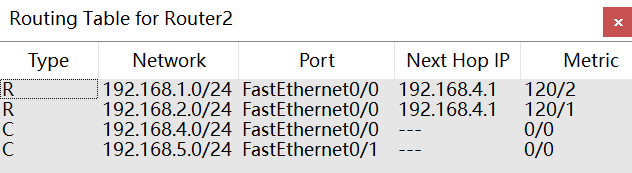 Routing Table for Router2
Type Network Port Next Hop IP Metric
R 192.168.1.0/24 FastEthernet0/0 192.168.4.1 120/2
R 192.168.2.0/24 FastEthernet0/0 192.168.4.1 120/1
C 192.168.4.0/24 FastEthernet0/0 --- 0/0
C 192.168.5.0/24 FastEthernet0/1 --- 0/0